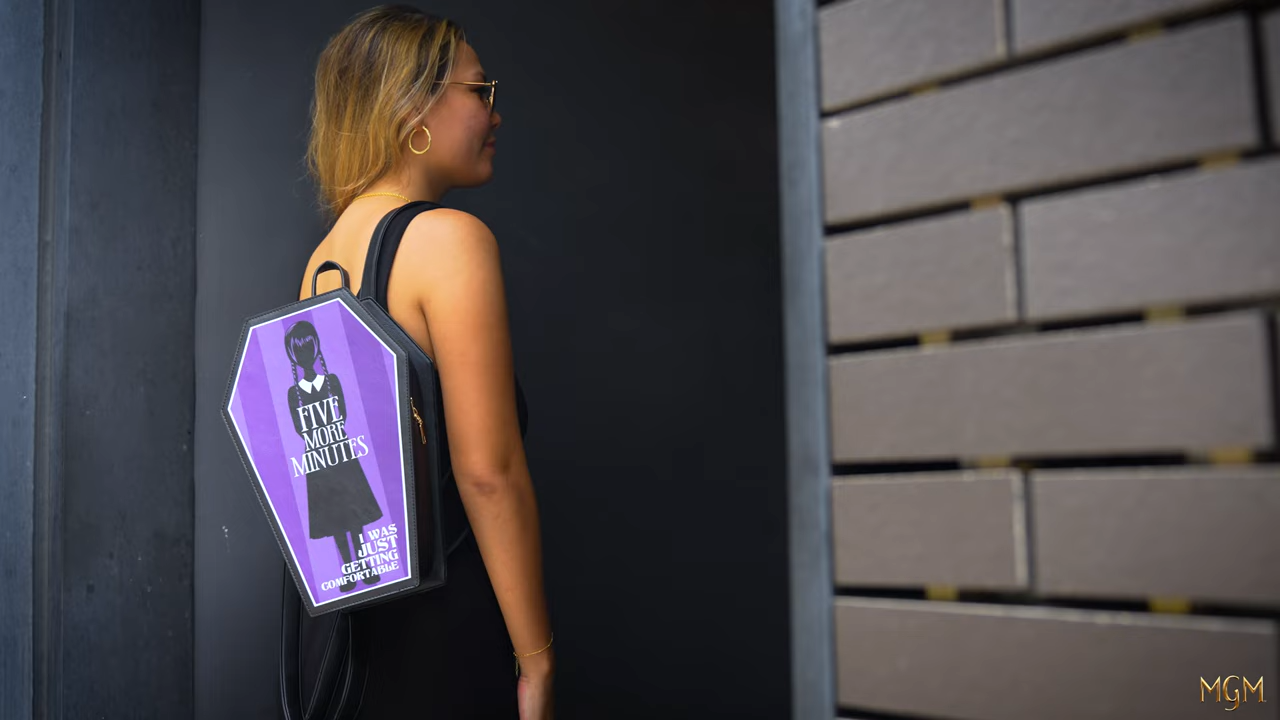 FIVE
MORE
MINUTES
I WAS
JUST
GETTING
COMFORTABLE
MGM